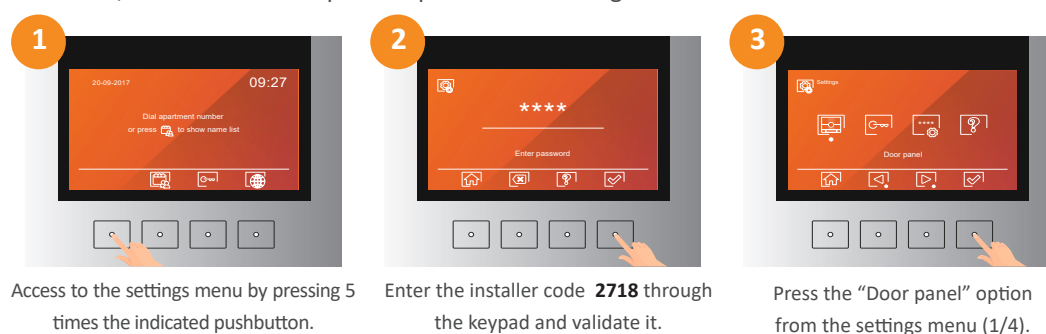 1
20-09-2017
09:27
Dial apartment number
or press to show name list
Access to the settings menu by pressing 5
times the indicated pushbutton.
2
****
Enter password
Enter the installer code 2718 through
the keypad and validate it.
3
Settings
****
Door panel
Press the “Door panel” option
from the settings menu (1/4).